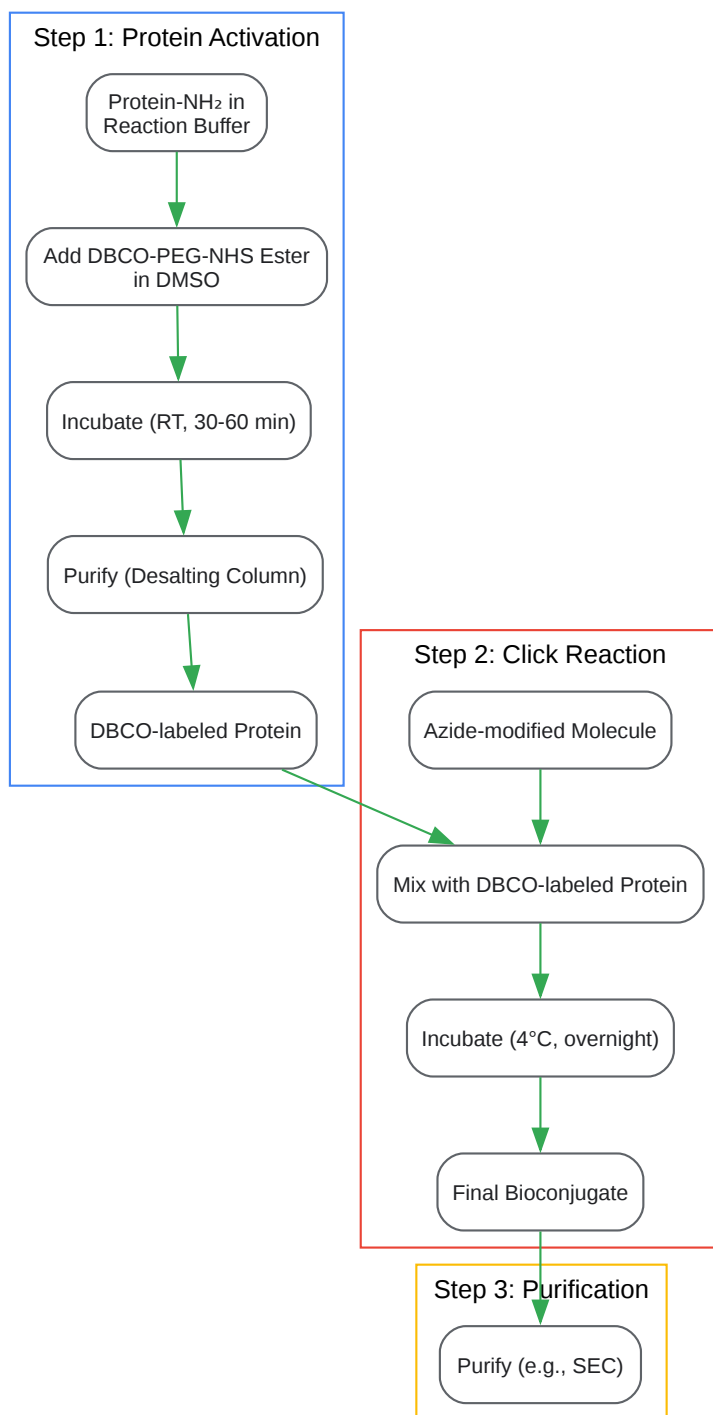 Step 1: Protein Activation
Protein-NH₂ in
Reaction Buffer
Add DBCO-PEG-NHS Ester
in DMSO
Incubate (RT, 30-60 min)
Purify (Desalting Column)
DBCO-labeled Protein
Step 2: Click Reaction
Azide-modified Molecule
Mix with DBCO-labeled Protein
Incubate (4°C, overnight)
Final Bioconjugate
Step 3: Purification
Purify (e.g., SEC)